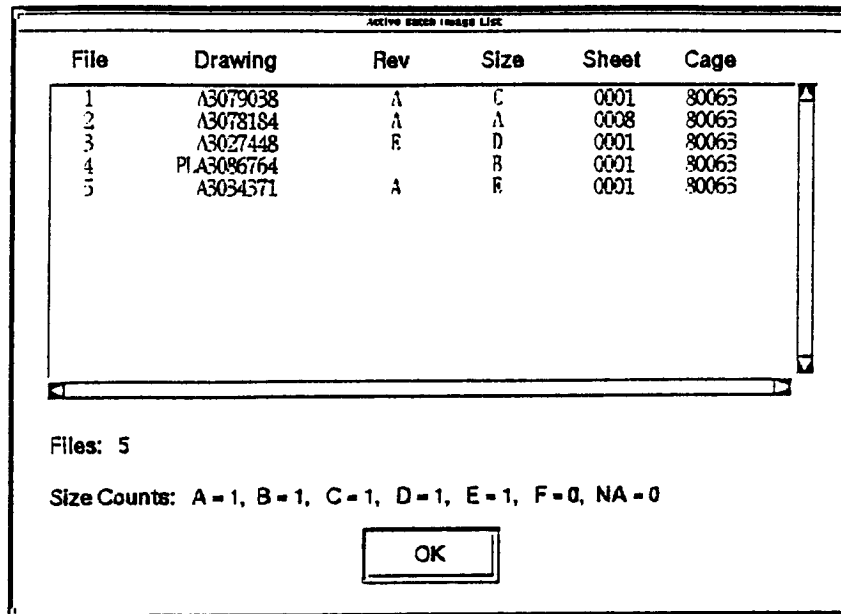 Active Batch Image List
File Drawing Rev Size Sheet Cage
1 A3079038 A C 0001 80063
2 A3078184 A A 0008 80063
3 A3027448 E D 0001 80063
4 PLA3086764 B 0001 80063
5 A3034371 A E 0001 80063
Files: 5
Size Counts: A = 1, B = 1, C = 1, D = 1, E = 1, F = 0, NA = 0
OK